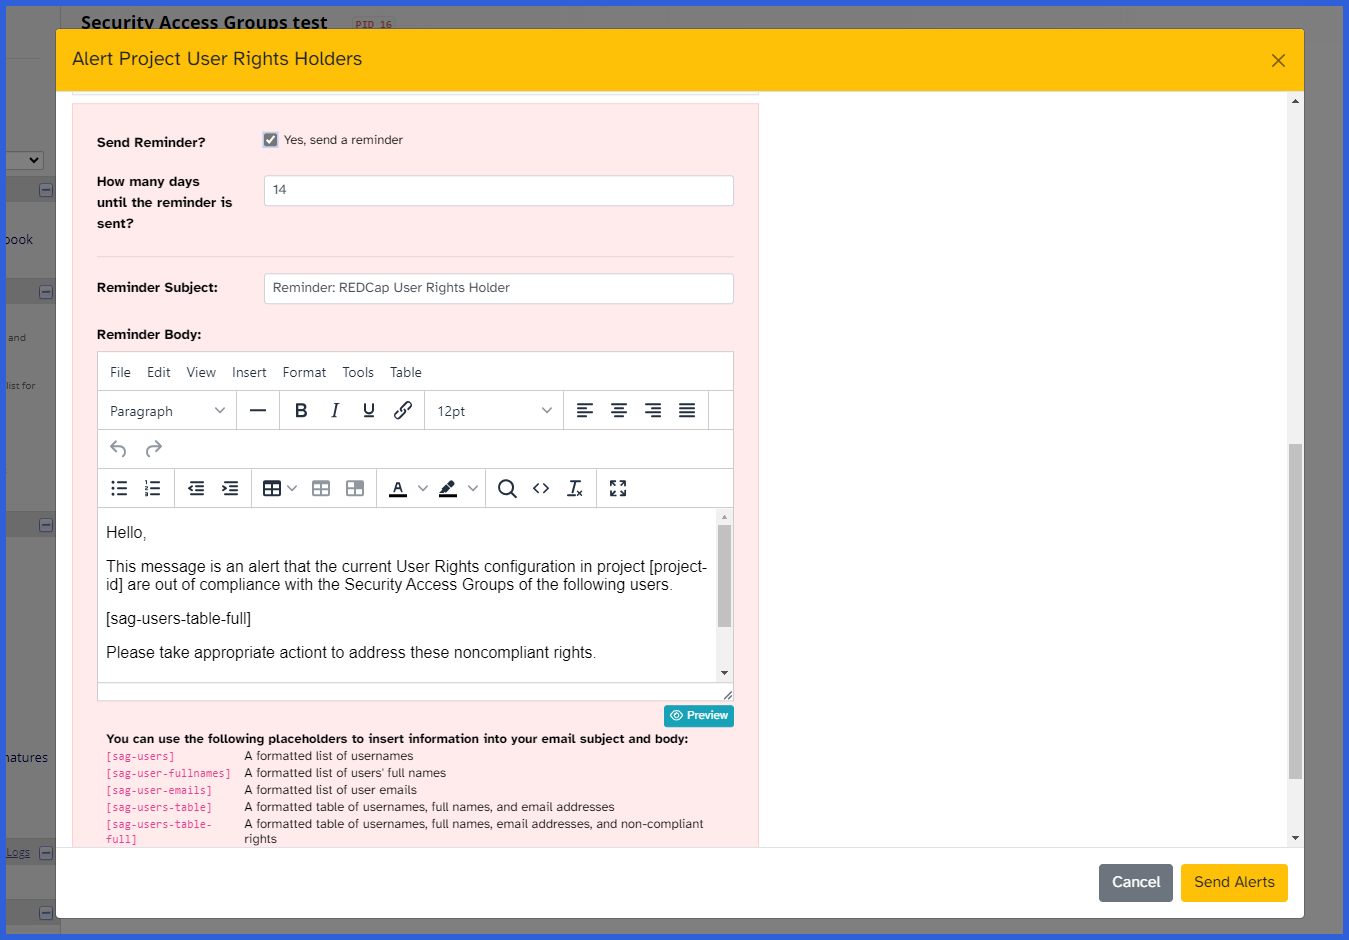 Security Access Groups test PID 16
Alert Project User Rights Holders
Send Reminder?
Yes, send a reminder
How many days
until the reminder is
sent?
14
Reminder Subject:
Reminder: REDCap User Rights Holder
Reminder Body:
File Edit View Insert Format Tools Table
Paragraph
B I U
12pt
Hello,
This message is an alert that the current User Rights configuration in project [project-
id] are out of compliance with the Security Access Groups of the following users.
[sag-users-table-full]
Please take appropriate actiont to address these noncompliant rights.
Preview
You can use the following placeholders to insert information into your email subject and body:
[sag-users] A formatted list of usernames
[sag-user-fullnames] A formatted list of users' full names
[sag-user-emails] A formatted list of user emails
[sag-users-table] A formatted table of usernames, full names, and email addresses
[sag-users-table- A formatted table of usernames, full names, email addresses, and non-compliant
full] rights
Cancel
Send Alerts
and
list for
Logs